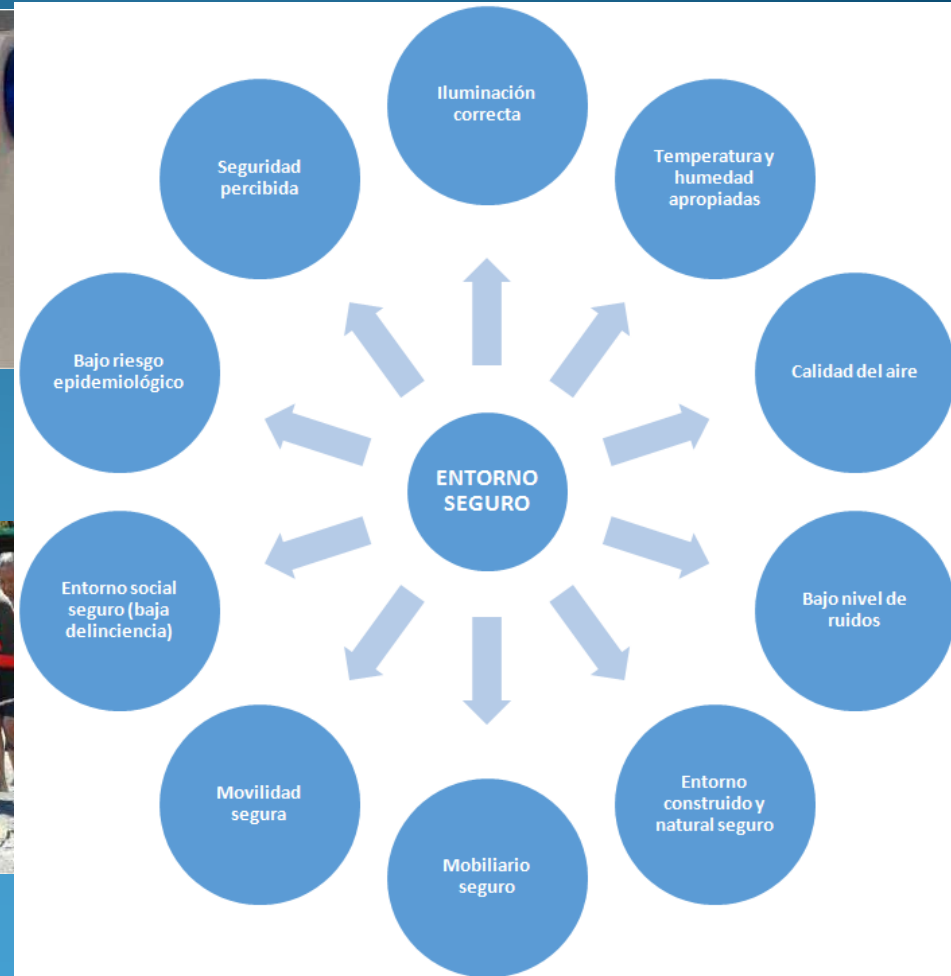 Iluminación
correcta
Temperatura y
humedad
apropiadas
Calidad del aire
Bajo nivel de
ruidos
Entorno
construido y
natural seguro
Mobiliario
seguro
Movilidad
segura
Entorno social
seguro (baja
delinciencia)
Bajo riesgo
epidemiológico
Seguridad
percibida
ENTORNO
SEGURO